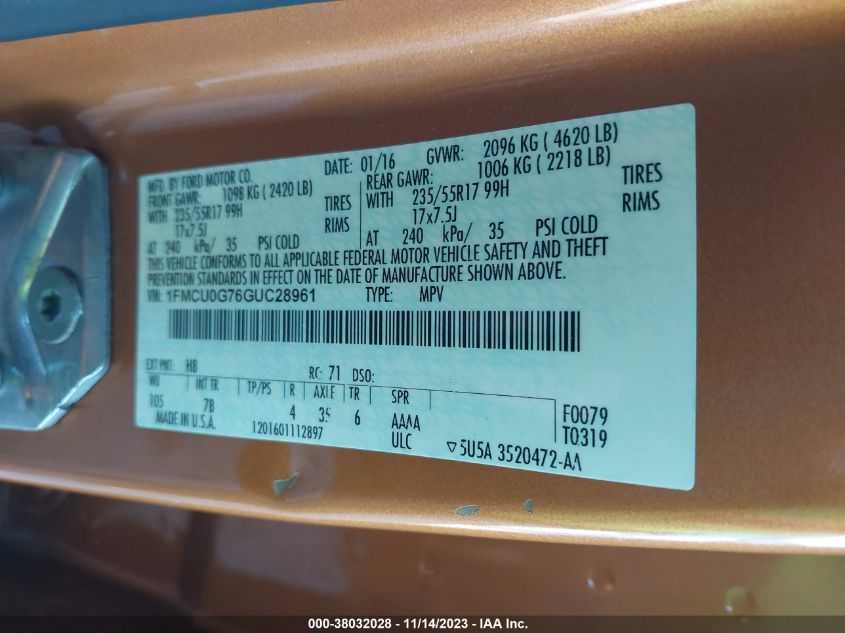 MFD. BY FORD MOTOR CO. DATE: 01/16 GVWR: 2096 KG ( 4620 LB)
FRONT GAWR: 1098 KG ( 2420 LB) REAR GAWR: 1006 KG ( 2218 LB)
WITH 235/55R17 99H TIRES WITH 235/55R17 99H TIRES
17x7.5J RIMS 17x7.5J RIMS
AT 240 kPa/ 35 PSI COLD AT 240 kPa/ 35 PSI COLD
THIS VEHICLE CONFORMS TO ALL APPLICABLE FEDERAL MOTOR VEHICLE SAFETY AND THEFT
PREVENTION STANDARDS IN EFFECT ON THE DATE OF MANUFACTURE SHOWN ABOVE.
VIN: 1FMCU0G76GUC28961 TYPE: MPV
EXT PNT: HB RC: 71 DSO:
WB INT TR TP/PS R AXLE TR SPR
105 7B 4 35 6 AAAA F0079
MADE IN U.S.A. 1201601112897 ULC T0319
▽5U5A 3520472-AA
000-38032028 - 11/14/2023 - IAA Inc.